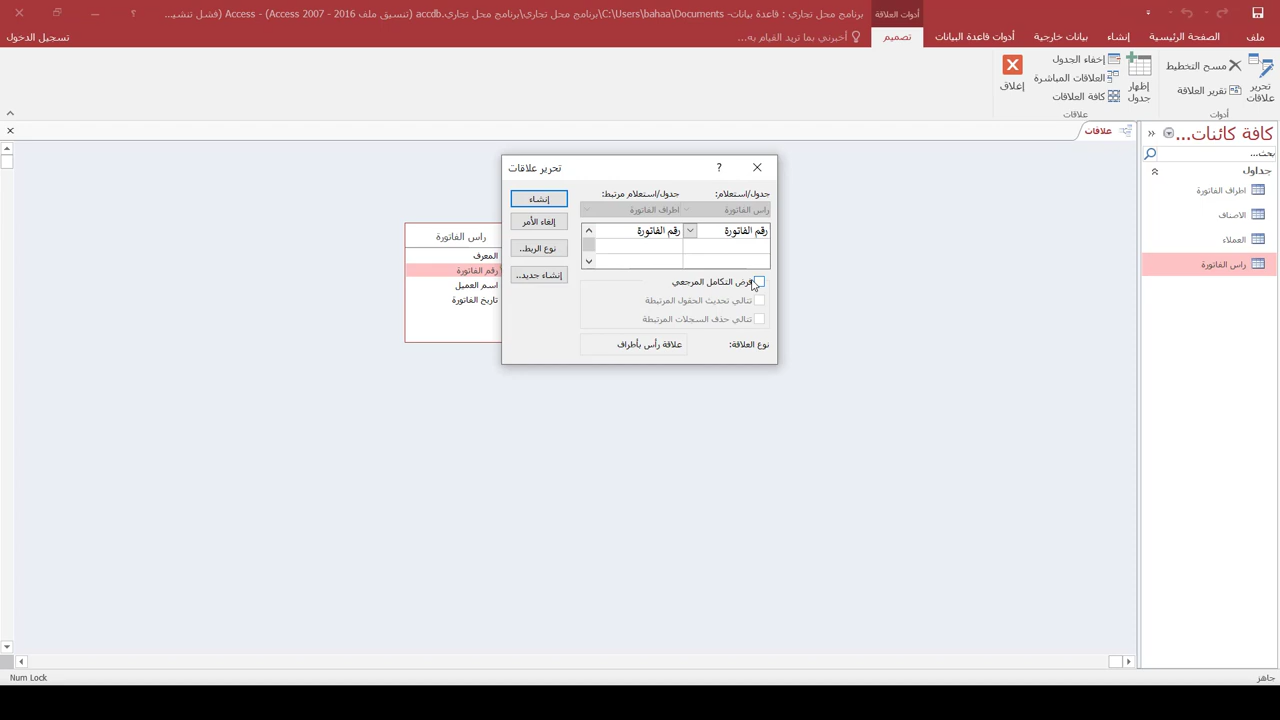 أدوات العلاقة
برنامج محل تجاري : قاعدة بيانات- C:\Users\bahaa\Documents\برنامج محل تجاري\برنامج محل تجاري.accdb (تنسيق ملف Access 2007 - 2016) - Access (فشل تنشي...
ملف
الصفحة الرئيسية
إنشاء
بيانات خارجية
أدوات قاعدة البيانات
تصميم
أخبرني بما تريد القيام به...
تسجيل الدخول
تحرير علاقات
مسح التخطيط
تقرير العلاقة
أدوات
إظهار جدول
إخفاء الجدول
العلاقات المباشرة
كافة العلاقات
علاقات
إغلاق
كافة كائنات...
بحث...
جداول
اطراف الفاتورة
الاصناف
العملاء
راس الفاتورة
علاقات
راس الفاتورة
المعرف
رقم الفاتورة
اسم العميل
تاريخ الفاتورة
تحرير علاقات
?
جدول/استعلام:
جدول/استعلام مرتبط:
راس الفاتورة
اطراف الفاتورة
رقم الفاتورة
رقم الفاتورة
فرض التكامل المرجعي
تتالي تحديث الحقول المرتبطة
تتالي حذف السجلات المرتبطة
نوع العلاقة:
علاقة رأس بأطراف
إنشاء
إلغاء الأمر
نوع الربط..
إنشاء جديد..
جاهز
Num Lock